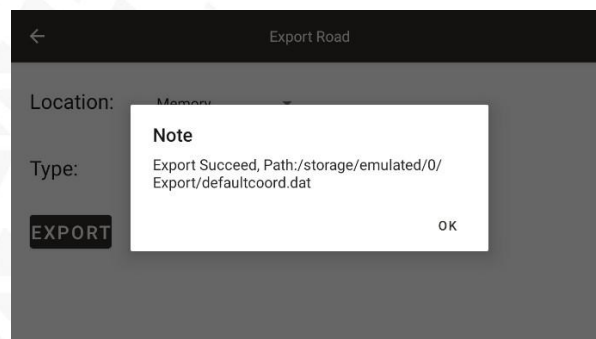 Export Road
Location:
Memory
Note
Export Succeed, Path:/storage/emulated/0/
Export/defaultcoord.dat
Type:
OK
EXPORT